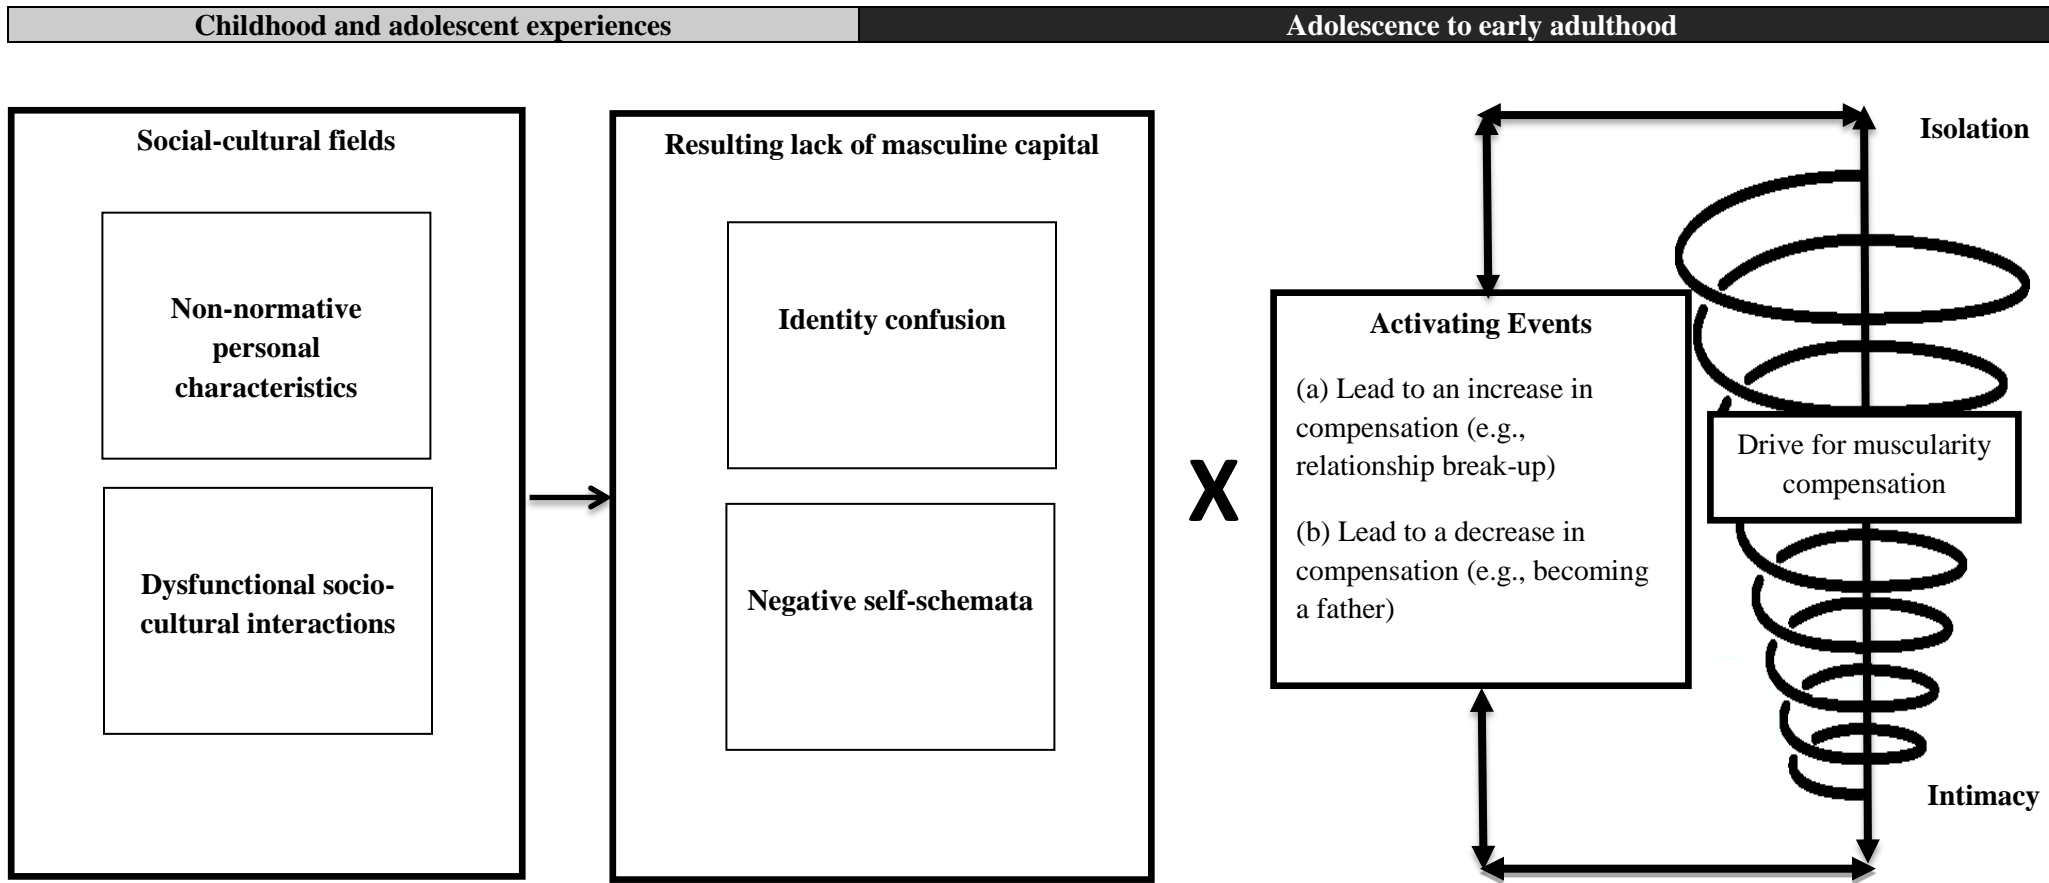 Childhood and adolescent experiences
Adolescence to early adulthood
Social-cultural fields
Non-normative
personal
characteristics
Dysfunctional socio-
cultural interactions
Resulting lack of masculine capital
Identity confusion
Negative self-schemata
X
Activating Events
(a) Lead to an increase in
compensation (e.g.,
relationship break-up)
(b) Lead to a decrease in
compensation (e.g., becoming
a father)
Isolation
Drive for muscularity
compensation
Intimacy